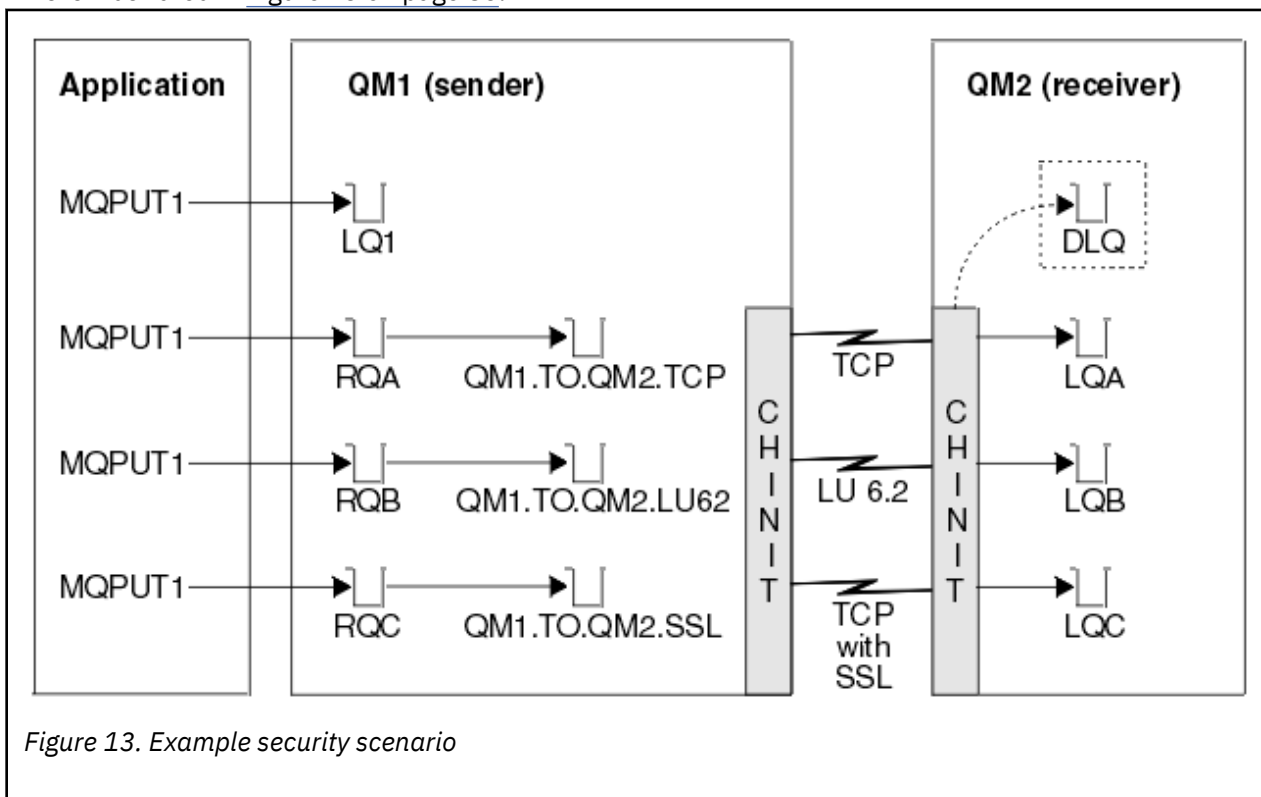 Application
QM1 (sender)
QM2 (receiver)
MQPUT1
LQ1
DLQ
MQPUT1
RQA
QM1.TO.QM2.TCP
TCP
LQA
MQPUT1
RQB
QM1.TO.QM2.LU62
LU 6.2
LQB
MQPUT1
RQC
QM1.TO.QM2.SSL
TCP
with
SSL
LQC
C
H
I
N
I
T
C
H
I
N
I
T
Figure 13. Example security scenario